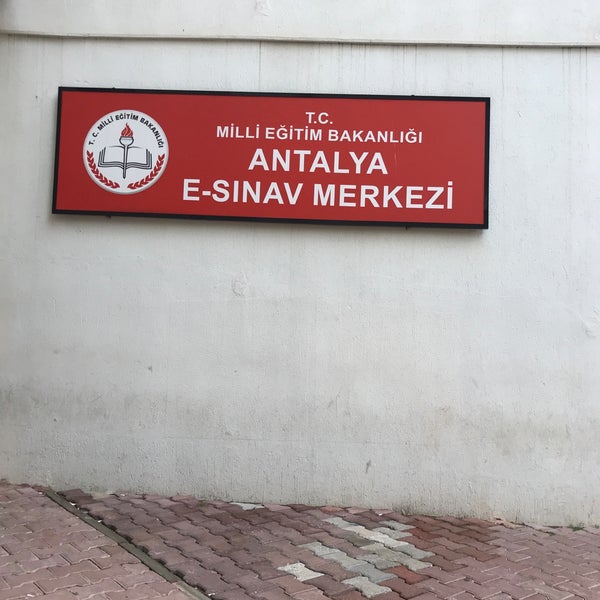 T.C.
MİLLİ EĞİTİM BAKANLIĞI
ANTALYA
E-SINAV MERKEZİ
T. C. MİLLİ EĞİTİM BAKANLIĞI